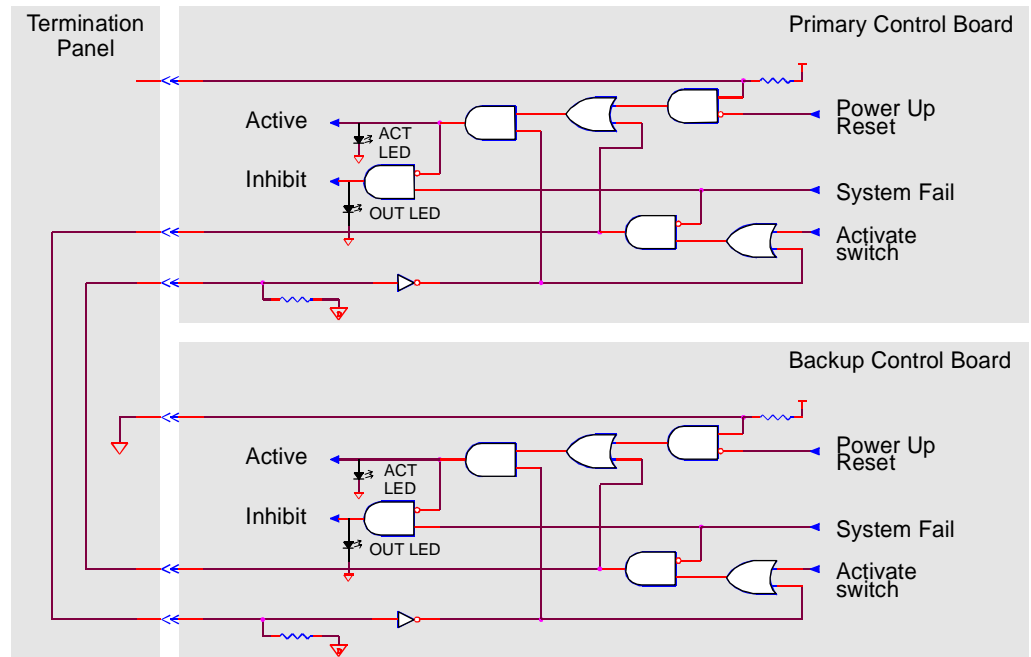 Termination
Panel
Primary Control Board
Active
ACT
LED
Power Up
Reset
Inhibit
OUT LED
System Fail
Activate
switch
D
Backup Control Board
Active
ACT
LED
Power Up
Reset
Inhibit
OUT LED
System Fail
Activate
switch
D